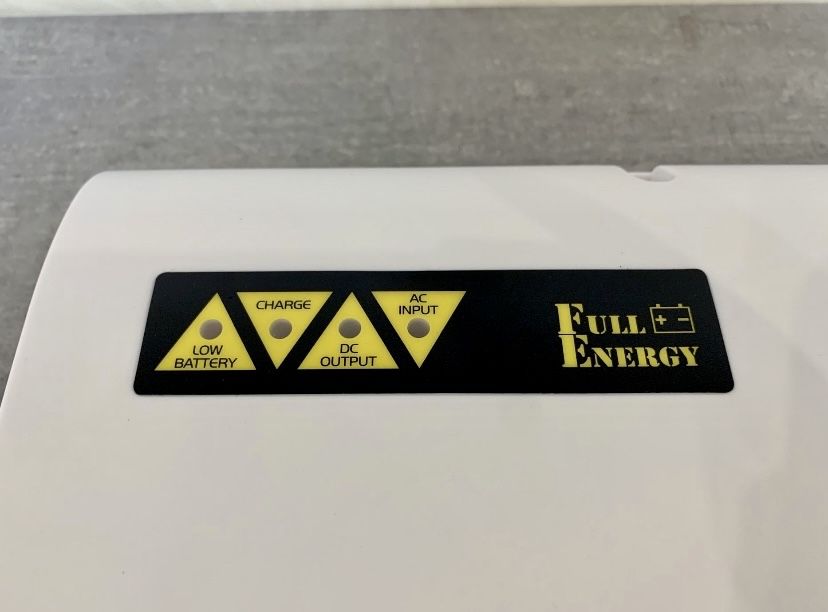 LOW
BATTERY
CHARGE
DC
OUTPUT
AC
INPUT
FULL
ENERGY